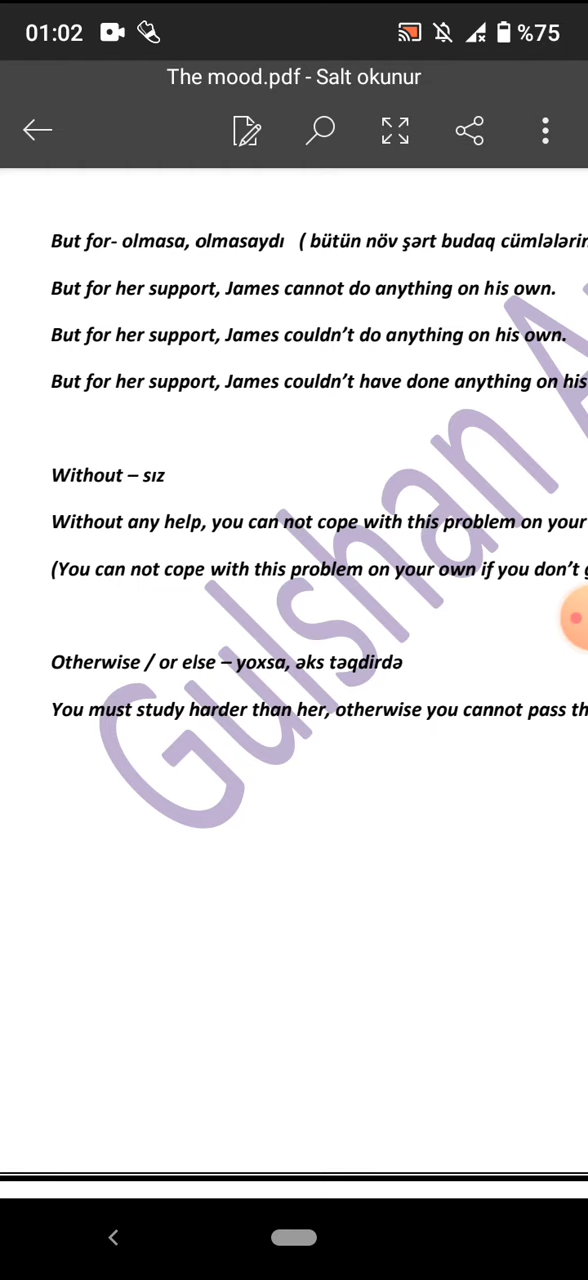 01:02
%75
The mood.pdf - Salt okunur
But for- olmasa, olmasaydı ( bütün növ şərt budaq cümlələrin
But for her support, James cannot do anything on his own.
But for her support, James couldn’t do anything on his own.
But for her support, James couldn’t have done anything on his
Without – sız
Without any help, you can not cope with this problem on your
(You can not cope with this problem on your own if you don’t
Otherwise / or else – yoxsa, əks təqdirdə
You must study harder than her, otherwise you cannot pass th
Gulshan A